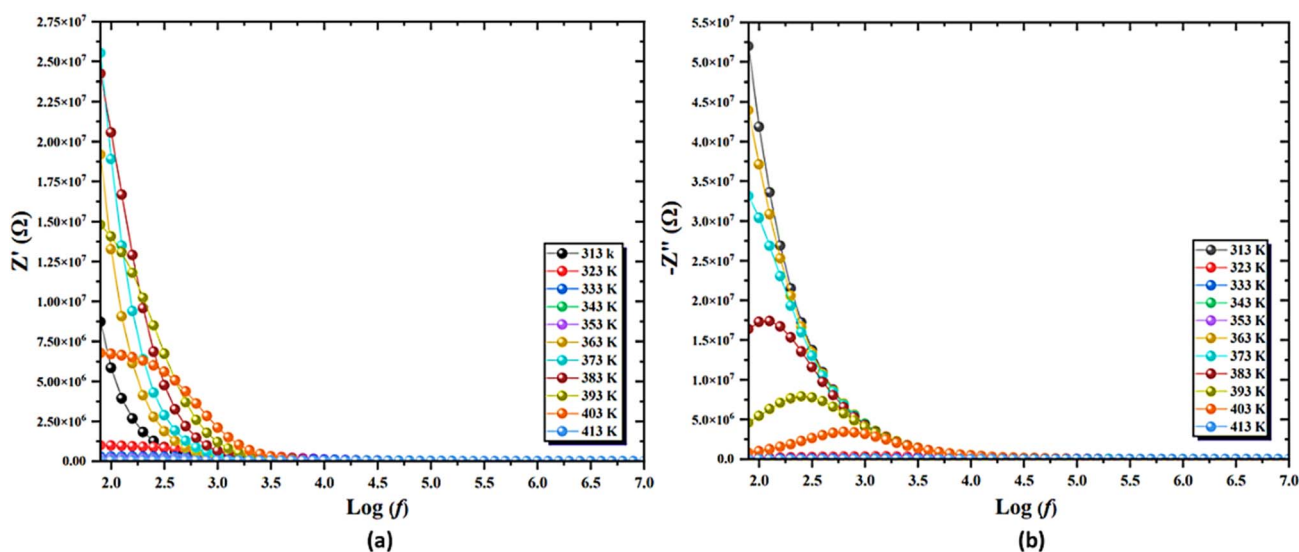 2.75×10⁷
2.50×10⁷
2.25×10⁷
2.00×10⁷
1.75×10⁷
1.50×10⁷
1.25×10⁷
1.00×10⁷
7.50×10⁶
5.00×10⁶
2.50×10⁶
0.00
Z' (Ω)
313 k
323 K
333 K
343 K
353 K
363 K
373 K
383 K
393 K
403 K
413 K
2.0 2.5 3.0 3.5 4.0 4.5 5.0 5.5 6.0 6.5 7.0
Log (f)
(a)
5.5×10⁷
5.0×10⁷
4.5×10⁷
4.0×10⁷
3.5×10⁷
3.0×10⁷
2.5×10⁷
2.0×10⁷
1.5×10⁷
1.0×10⁷
5.0×10⁶
0.0
-Z'' (Ω)
313 K
323 K
333 K
343 K
353 K
363 K
373 K
383 K
393 K
403 K
413 K
2.0 2.5 3.0 3.5 4.0 4.5 5.0 5.5 6.0 6.5 7.0
Log (f)
(b)